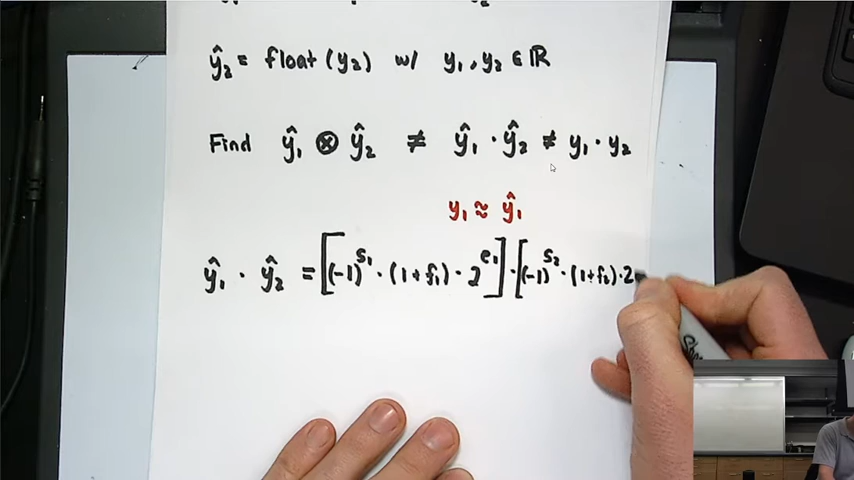 ŷ₂ = float (y₂) w/ y₁, y₂ ∈ ℝ
Find ŷ₁ ⊗ ŷ₂ ≠ ŷ₁ · ŷ₂ ≠ y₁ · y₂
y₁ ≈ ŷ₁
ŷ₁ · ŷ₂ = [(-1)^s₁ · (1+f₁) · 2^e₁] · [(-1)^s₂ · (1+f₂) · 2